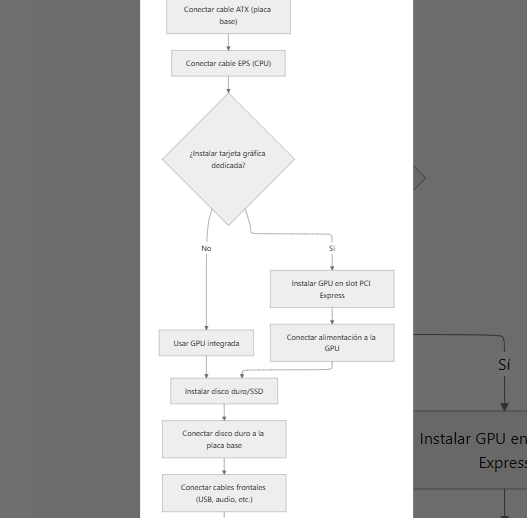 Conectar cable ATX (placa
base)
Conectar cable EPS (CPU)
¿Instalar tarjeta gráfica
dedicada?
No
Sí
Instalar GPU en slot PCI
Express
Usar GPU integrada
Conectar alimentación a la
GPU
Instalar disco duro/SSD
Conectar disco duro a la
placa base
Conectar cables frontales
(USB, audio, etc.)
Sí
Instalar GPU en
Express